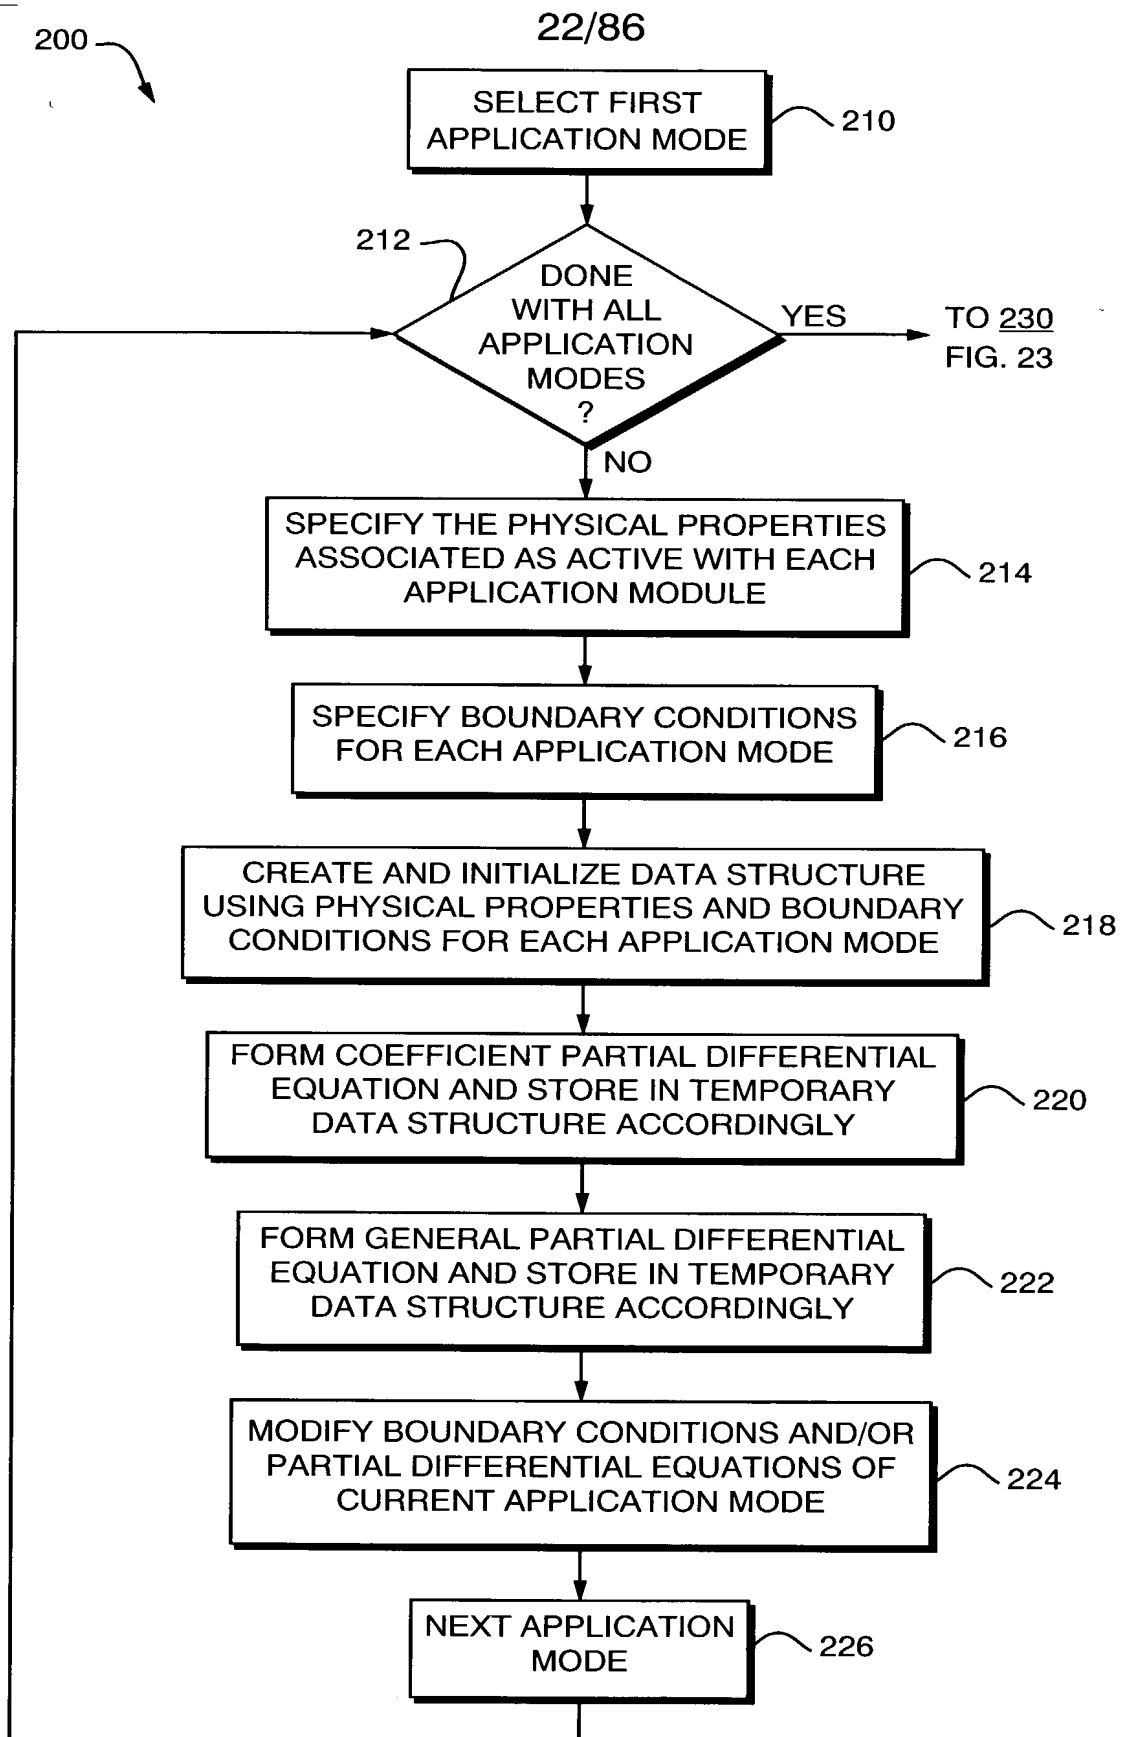 22/86
200
SELECT FIRST
APPLICATION MODE
210
212
DONE
WITH ALL
APPLICATION
MODES
?
YES
TO 230
FIG. 23
NO
SPECIFY THE PHYSICAL PROPERTIES
ASSOCIATED AS ACTIVE WITH EACH
APPLICATION MODULE
214
SPECIFY BOUNDARY CONDITIONS
FOR EACH APPLICATION MODE
216
CREATE AND INITIALIZE DATA STRUCTURE
USING PHYSICAL PROPERTIES AND BOUNDARY
CONDITIONS FOR EACH APPLICATION MODE
218
FORM COEFFICIENT PARTIAL DIFFERENTIAL
EQUATION AND STORE IN TEMPORARY
DATA STRUCTURE ACCORDINGLY
220
FORM GENERAL PARTIAL DIFFERENTIAL
EQUATION AND STORE IN TEMPORARY
DATA STRUCTURE ACCORDINGLY
222
MODIFY BOUNDARY CONDITIONS AND/OR
PARTIAL DIFFERENTIAL EQUATIONS OF
CURRENT APPLICATION MODE
224
NEXT APPLICATION
MODE
226